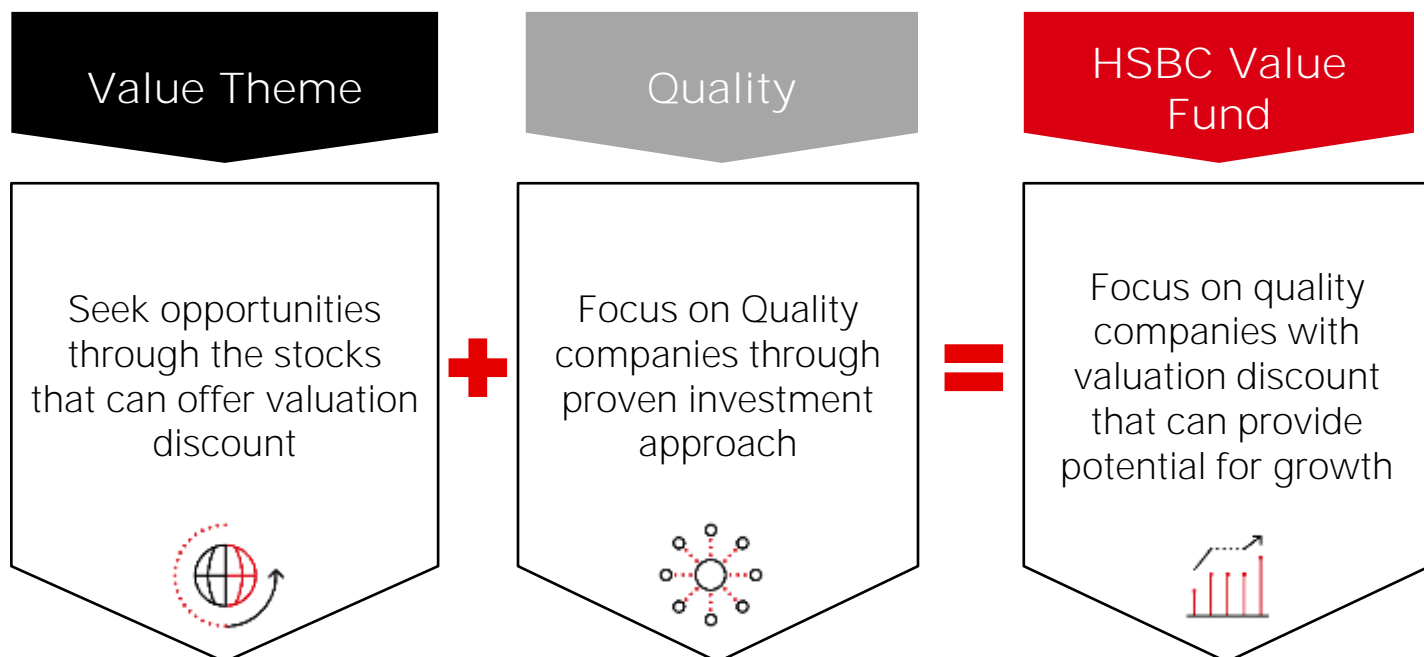 Value Theme
Quality
HSBC Value
Fund
Seek opportunities
through the stocks
that can offer valuation
discount
Focus on Quality
companies through
proven investment
approach
Focus on quality
companies with
valuation discount
that can provide
potential for growth